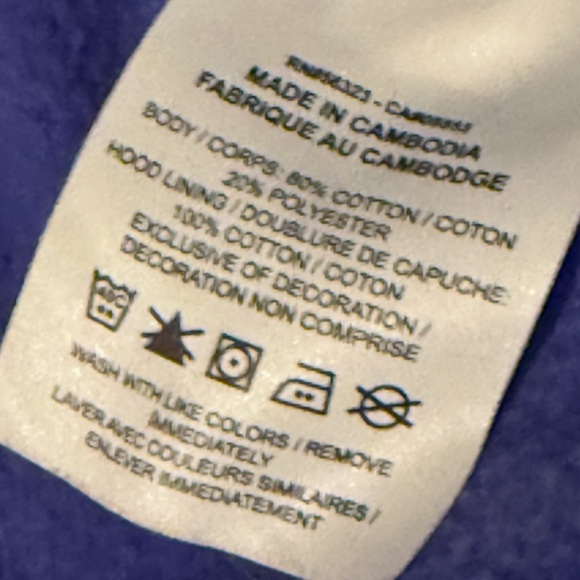 MADE IN CAMBODIA
FABRIQUE AU CAMBODGE
BODY / CORPS: 80% COTTON / COTON
20% POLYESTER
HOOD LINING / DOUBLURE DE CAPUCHE:
100% COTTON / COTON
EXCLUSIVE OF DECORATION /
DECORATION NON COMPRISE
40C
WASH WITH LIKE COLORS / REMOVE
IMMEDIATELY
LAVER AVEC COULEURS SIMILAIRES /
ENLEVER IMMEDIATEMENT